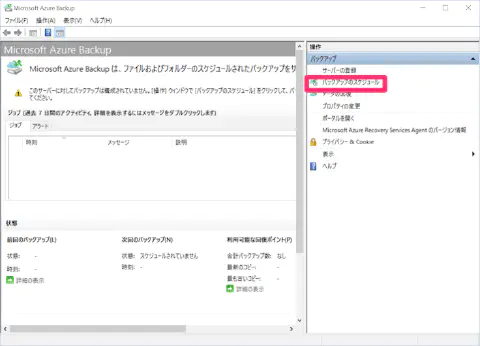 Microsoft Azure Backup
ファイル(F) 操作(A) 表示(V) ヘルプ(H)
Microsoft Azure Backup
Microsoft Azure Backup は、ファイルおよびフォルダーのスケジュールされたバックアップをサ
このサーバーに対してバックアップは構成されていません。[操作] ウィンドウで [バックアップのスケジュール] をクリックして、バ
てください。
ジョブ (過去 7 日間のアクティビティ。詳細を表示するにはメッセージをダブルクリックします)
ジョブ アラート
時刻 メッセージ 説明
状態
前回のバックアップ(L)
状態: -
時刻: -
詳細の表示
次回のバックアップ(N)
状態: スケジュールされていません
時刻: -
利用可能な回復ポイント(P)
合計バックアップ数: なし
最新のコピー: -
最も古いコピー: -
詳細の表示
操作
バックアップ
サーバーの登録
バックアップのスケジュール
データの回復
プロパティの変更
ポータルを開く
Microsoft Azure Recovery Services Agent のバージョン情報
プライバシー & Cookie
表示
ヘルプ